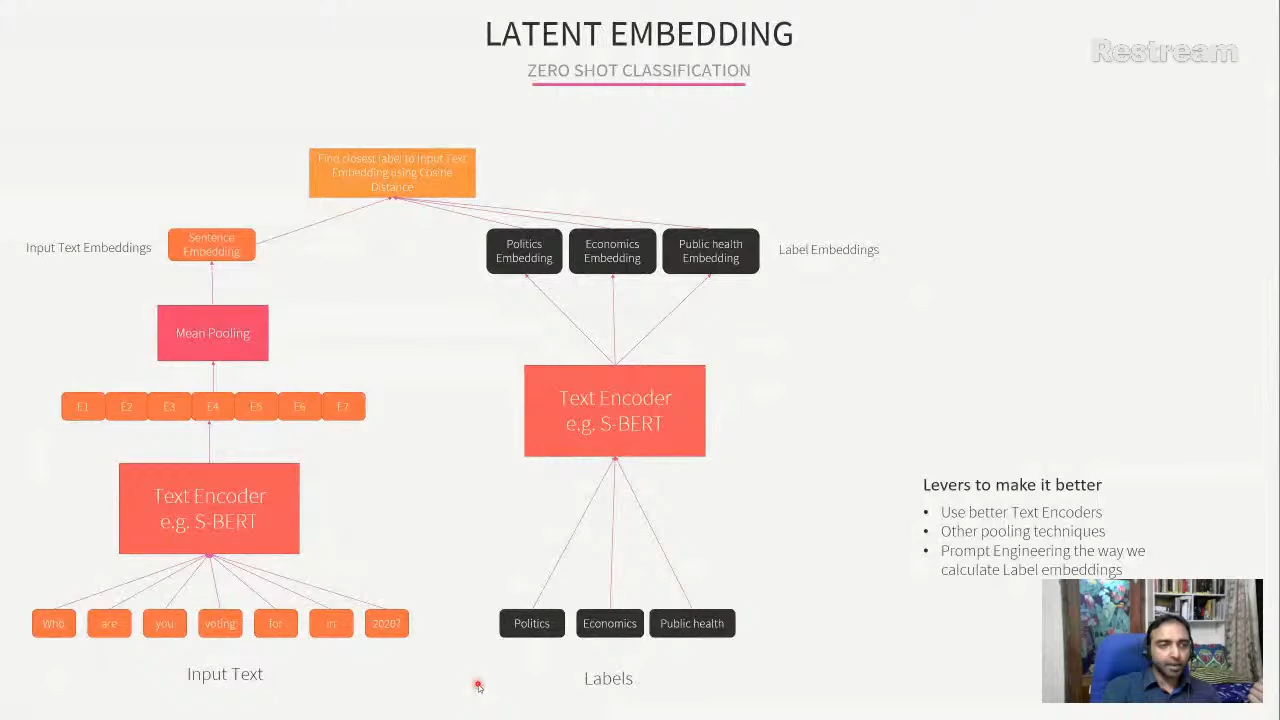 LATENT EMBEDDING
ZERO SHOT CLASSIFICATION
Restream
Find closest label to Input Text
Embedding using Cosine
Distance
Input Text Embeddings
Sentence
Embedding
Politics
Embedding
Economics
Embedding
Public health
Embedding
Label Embeddings
Mean Pooling
E1
E2
E3
E4
E5
E6
E7
Text Encoder
e.g. S-BERT
Text Encoder
e.g. S-BERT
Levers to make it better
• Use better Text Encoders
• Other pooling techniques
• Prompt Engineering the way we
calculate Label embeddings
Who
are
you
voting
for
in
2020?
Politics
Economics
Public health
Input Text
Labels